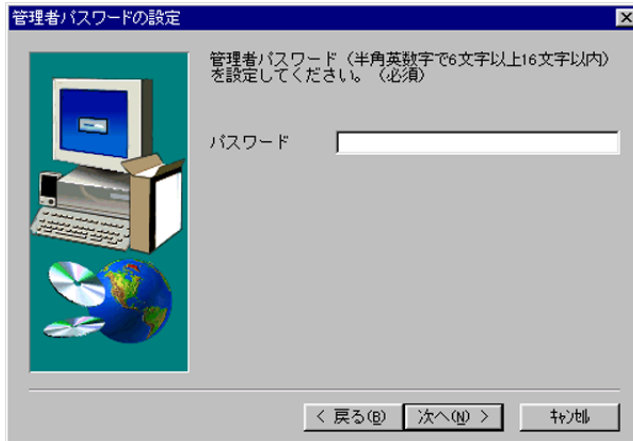 管理者パスワードの設定
管理者パスワード（半角英数字で6文字以上16文字以内）
を設定してください。（必須）
パスワード
< 戻る(B)
次へ(N) >
ｷｬﾝｾﾙ